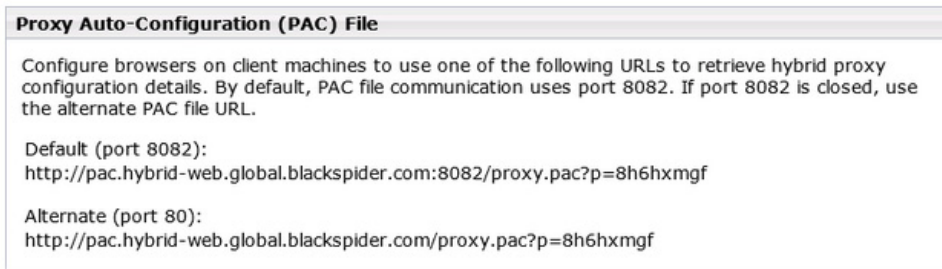 Proxy Auto-Configuration (PAC) File
Configure browsers on client machines to use one of the following URLs to retrieve hybrid proxy
configuration details. By default, PAC file communication uses port 8082. If port 8082 is closed, use
the alternate PAC file URL.
Default (port 8082):
http://pac.hybrid-web.global.blackspider.com:8082/proxy.pac?p=8h6hxmgf
Alternate (port 80):
http://pac.hybrid-web.global.blackspider.com/proxy.pac?p=8h6hxmgf